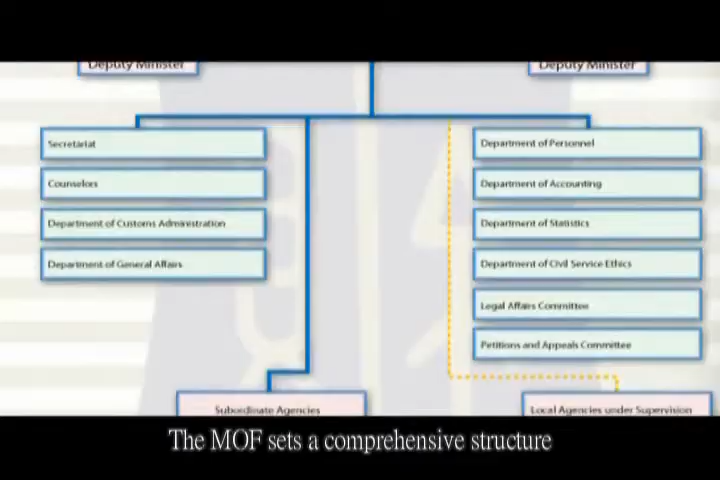 Deputy Minister
Deputy Minister
Secretariat
Counselors
Department of Customs Administration
Department of General Affairs
Department of Personnel
Department of Accounting
Department of Statistics
Department of Civil Service Ethics
Legal Affairs Committee
Petitions and Appeals Committee
Subordinate Agencies
Local Agencies under Supervision
The MOF sets a comprehensive structure